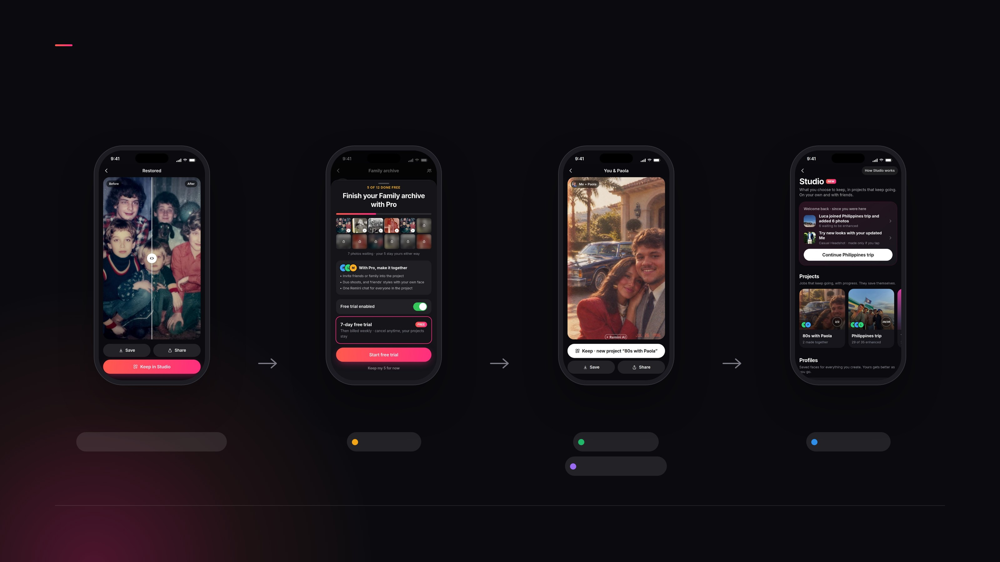 9:41
Restored
Before
After
Save
Share
Keep in Studio
9:41
Family archive
5 OF 12 DONE FREE
Finish your Family archive
with Pro
7 photos waiting · your 5 stay yours either way
P L M
With Pro, make it together
• Invite friends or family into the project
• Duo shoots, and friends' styles with your own face
• One Remini chat for everyone in the project
Free trial enabled
7-day free trial
FREE
Then billed weekly · cancel anytime, your projects
stay
Start free trial
Keep my 5 for now
9:41
You & Paola
Me + Paola
Remini AI
JUL 25 1986
Keep · new project “80s with Paola”
Save
Share
9:41
How Studio works
Studio
NEW
What you choose to keep, in projects that keep going.
On your own and with friends.
Welcome back · since you were here
Luca joined Philippines trip and
added 6 photos
6 waiting to be enhanced
Try new looks with your updated
Me
Casual Headshot · made only if you tap
Continue Philippines trip
Projects
Jobs that keep going, with progress. They save themselves.
Y P
2/2
Y P L
29/35
80s with Paola
2 made together
Philippines trip
29 of 35 enhanced
Profiles
Saved faces for everything you create. Yours gets better as
you go.